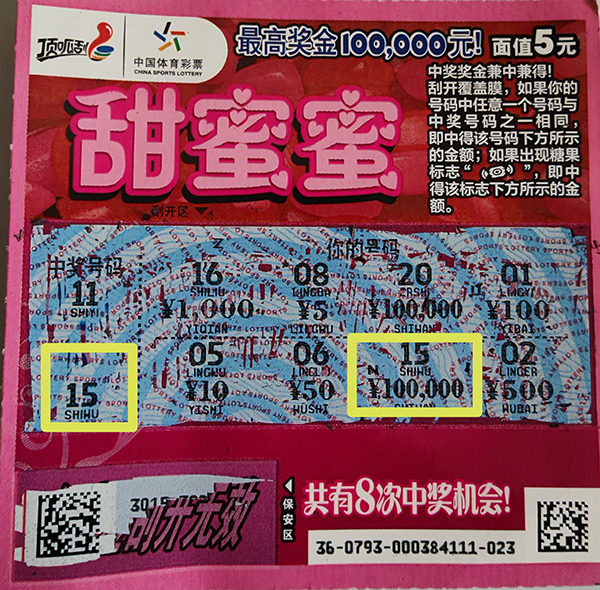 顶呱刮
中国体育彩票
CHINA SPORTS LOTTERY
最高奖金100,000元! 面值5元
甜蜜蜜
中奖奖金兼中兼得!
刮开覆盖膜,如果你的
号码中任意一个号码与
中奖号码之一相同,
即中得该号码下方所示
的金额;如果出现糖果
标志“ ”,即中
得该标志下方所示的金
额。
刮开区
中奖号码
11
SHIYI
15
SHIWU
你的号码
16 08 20 01
SHILIU LINGBA ERSHI LINGYI
¥1,000 ¥5 ¥100,000 ¥100
YIQIAN SHIWAN YIBAI
05 06 15 02
LINGWU SHIWU LINGER
¥10 ¥50 ¥100,000 ¥500
YISHI WUSHI WUBAI
刮开无效
保安区
共有8次中奖机会!
36-0793-000384111-023